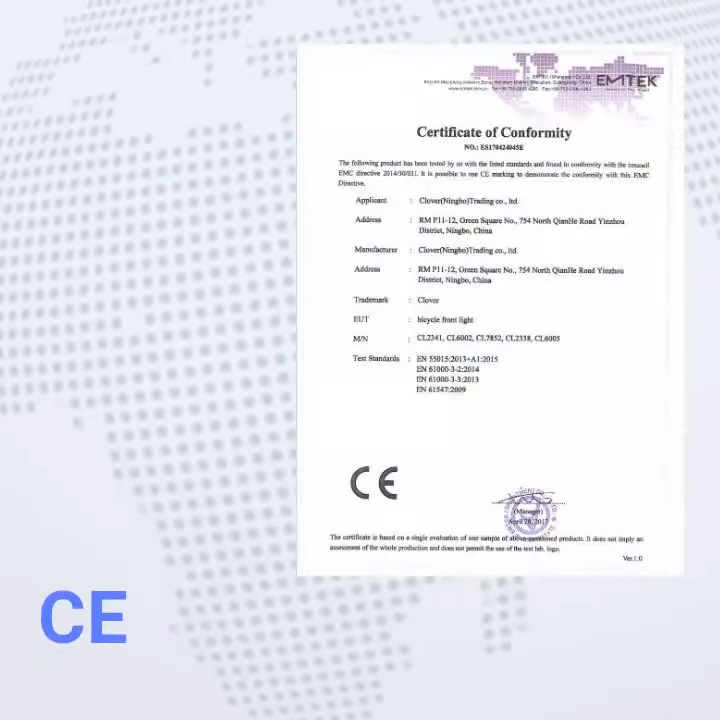 EMTEK
Certificate of Conformity
NO.: ES170424045E
The following product has been tested by us with the listed standards and found in conformity with the council
EMC directive 2014/30/EU. It is possible to use CE marking to demonstrate the conformity with this EMC
Directive.
Applicant : Clover(Ningbo)Trading co., ltd.
Address : RM P11-12, Green Square No., 754 North QianHe Road Yinzhou
District, Ningbo, China
Manufacturer : Clover(Ningbo)Trading co., ltd.
Address : RM P11-12, Green Square No., 754 North QianHe Road Yinzhou
District, Ningbo, China
Trademark : Clover
EUT : bicycle front light
M/N : CL2341, CL6002, CL7852, CL2338, CL6005
Test Standards : EN 55015:2013+A1:2015
EN 61000-3-2:2014
EN 61000-3-3:2013
EN 61547:2009
CE
(Manager)
April 28, 2017
The certificate is based on a single evaluation of one sample of above-mentioned products. It does not imply an
assessment of the whole production and does not permit the use of the test lab. logo.
Ver.1.0
CE